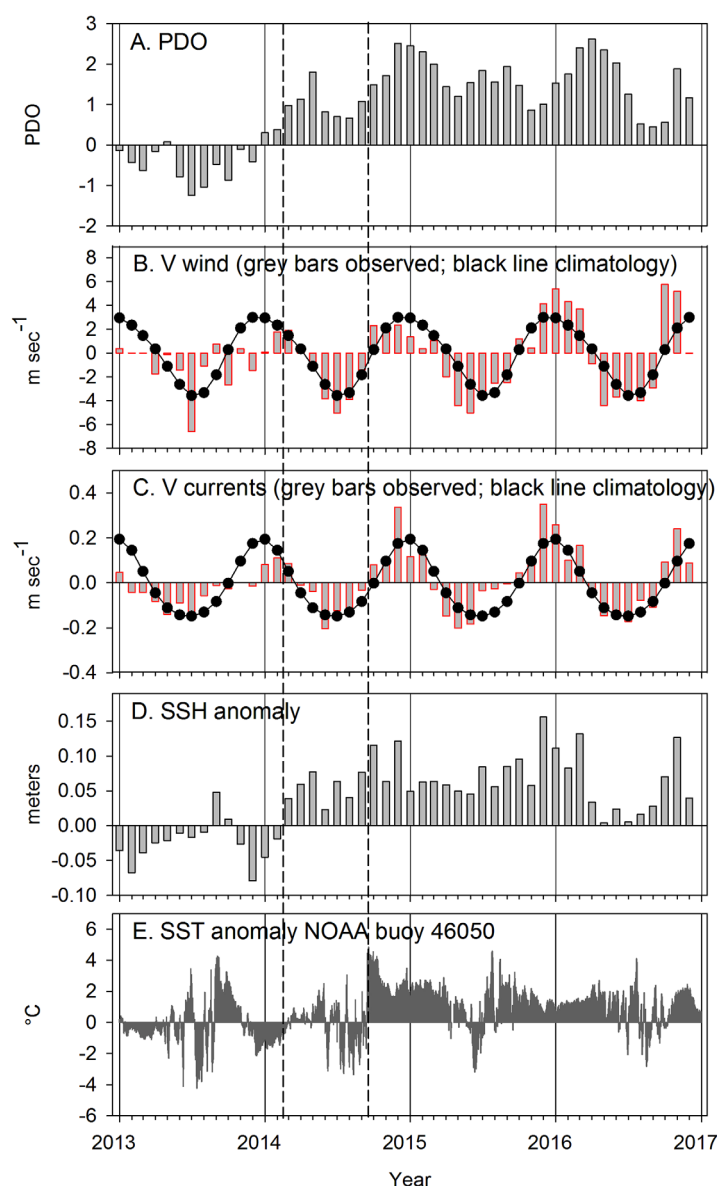 A. PDO
3
2
1
0
-1
-2
PDO
B. V wind (grey bars observed; black line climatology)
8
6
4
2
0
-2
-4
-6
-8
m sec-1
C. V currents (grey bars observed; black line climatology)
0.4
0.2
0.0
-0.2
-0.4
m sec-1
D. SSH anomaly
0.15
0.10
0.05
0.00
-0.05
-0.10
meters
E. SST anomaly NOAA buoy 46050
6
4
2
0
-2
-4
-6
°C
2013 2014 2015 2016 2017
Year